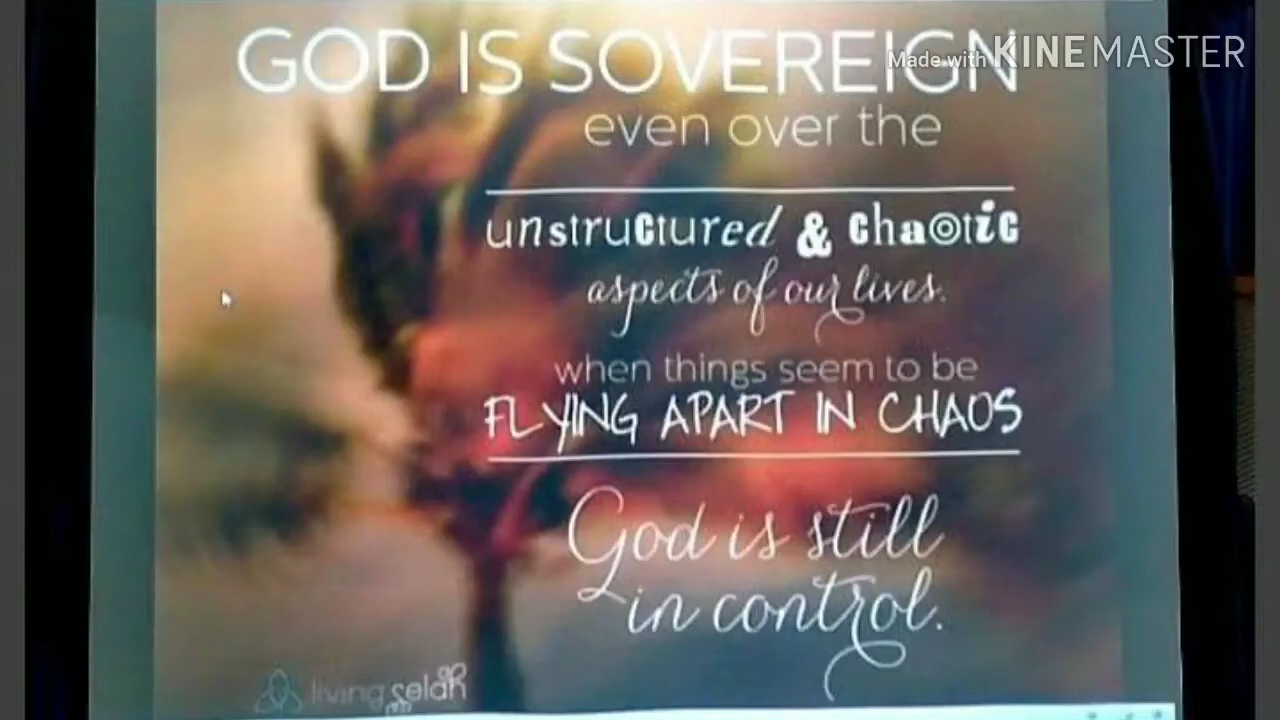 GOD IS SOVEREIGN
Made with KINEMASTER
even over the
unstructured & chaotic
aspects of our lives.
when things seem to be
FLYING APART IN CHAOS
God is still
in control.
living selah